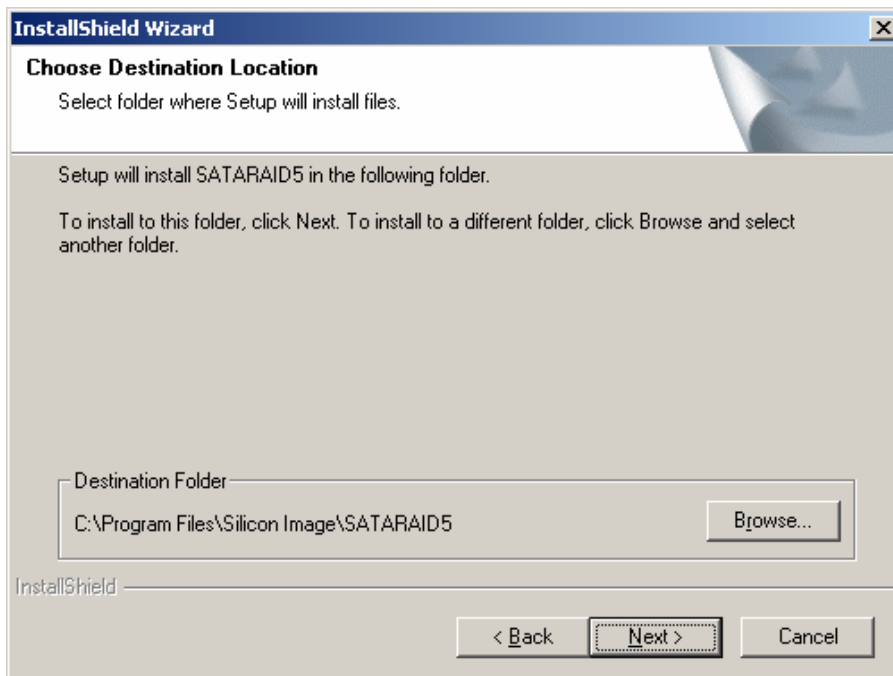 InstallShield Wizard
Choose Destination Location
Select folder where Setup will install files.
Setup will install SATARAID5 in the following folder.
To install to this folder, click Next. To install to a different folder, click Browse and select
another folder.
Destination Folder
C:\Program Files\Silicon Image\SATARAID5
Browse...
InstallShield
< Back
Next >
Cancel